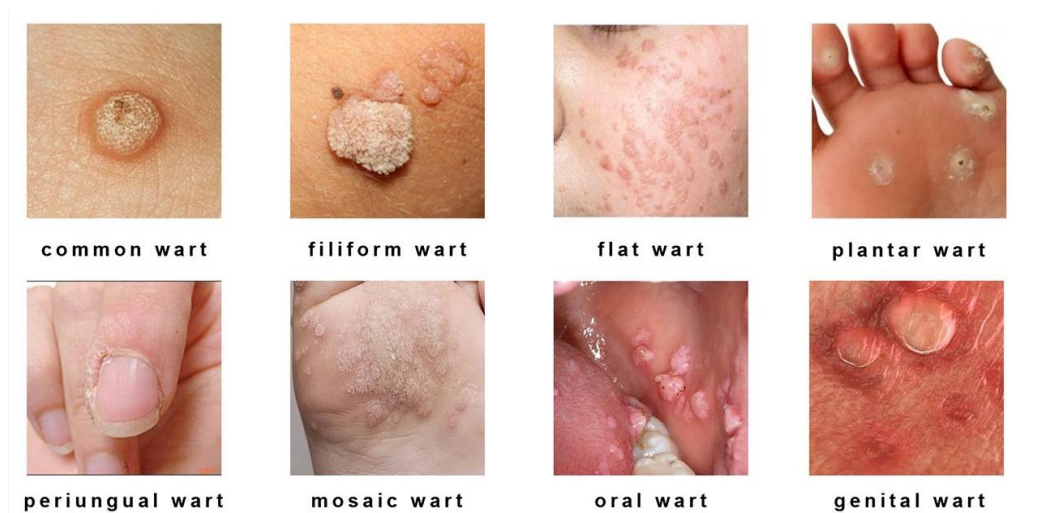 common wart
filiform wart
flat wart
plantar wart
periungual wart
mosaic wart
oral wart
genital wart